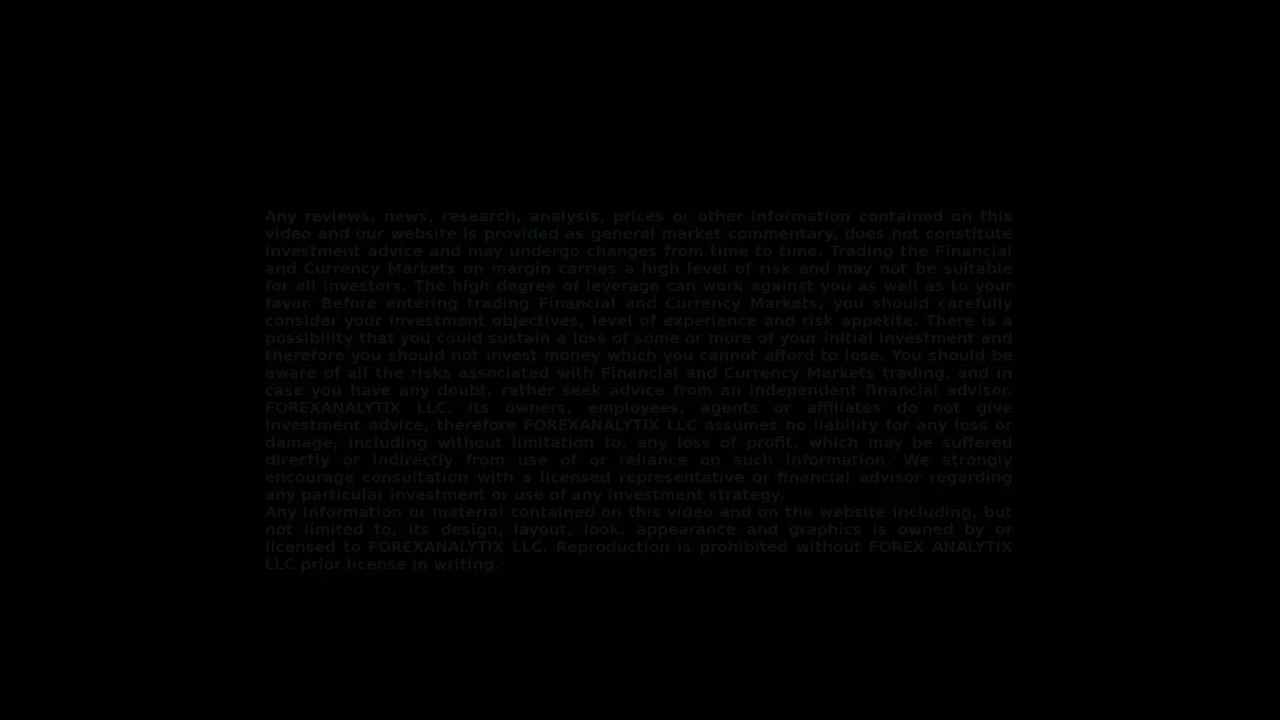 Any reviews, news, research, analysis, prices or other information contained on this
video and our website is provided as general market commentary, does not constitute
investment advice and may undergo changes from time to time. Trading the Financial
and Currency Markets on margin carries a high level of risk and may not be suitable
for all investors. The high degree of leverage can work against you as well as to your
favor. Before entering trading Financial and Currency Markets, you should carefully
consider your investment objectives, level of experience and risk appetite. There is a
possibility that you could sustain a loss of some or more of your initial investment and
therefore you should not invest money which you cannot afford to lose. You should be
aware of all the risks associated with Financial and Currency Markets trading, and in
case you have any doubt, rather seek advice from an independent financial advisor.
FOREXANALYTIX LLC, its owners, employees, agents or affiliates do not give
investment advice, therefore FOREXANALYTIX LLC assumes no liability for any loss or
damage, including without limitation to, any loss of profit, which may be suffered
directly or indirectly from use of or reliance on such information. We strongly
encourage consultation with a licensed representative or financial advisor regarding
any particular investment or use of any investment strategy.
Any information or material contained on this video and on the website including, but
not limited to, its design, layout, look, appearance and graphics is owned by or
licensed to FOREXANALYTIX LLC. Reproduction is prohibited without FOREX ANALYTIX
LLC prior license in writing.